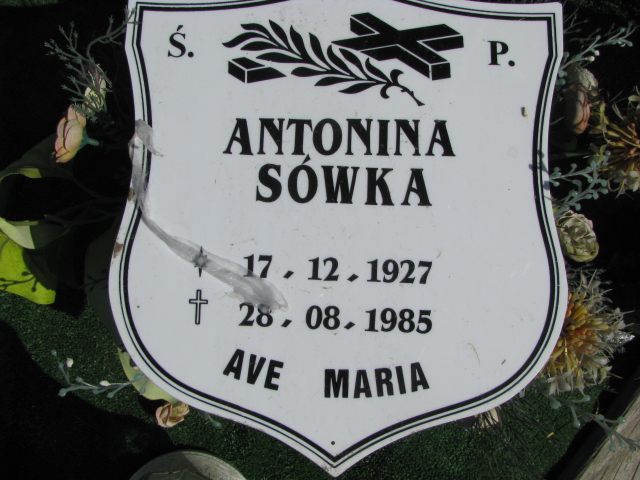 Ś. P.
ANTONINA
SÓWKA
17. 12. 1927
28. 08. 1985
AVE MARIA